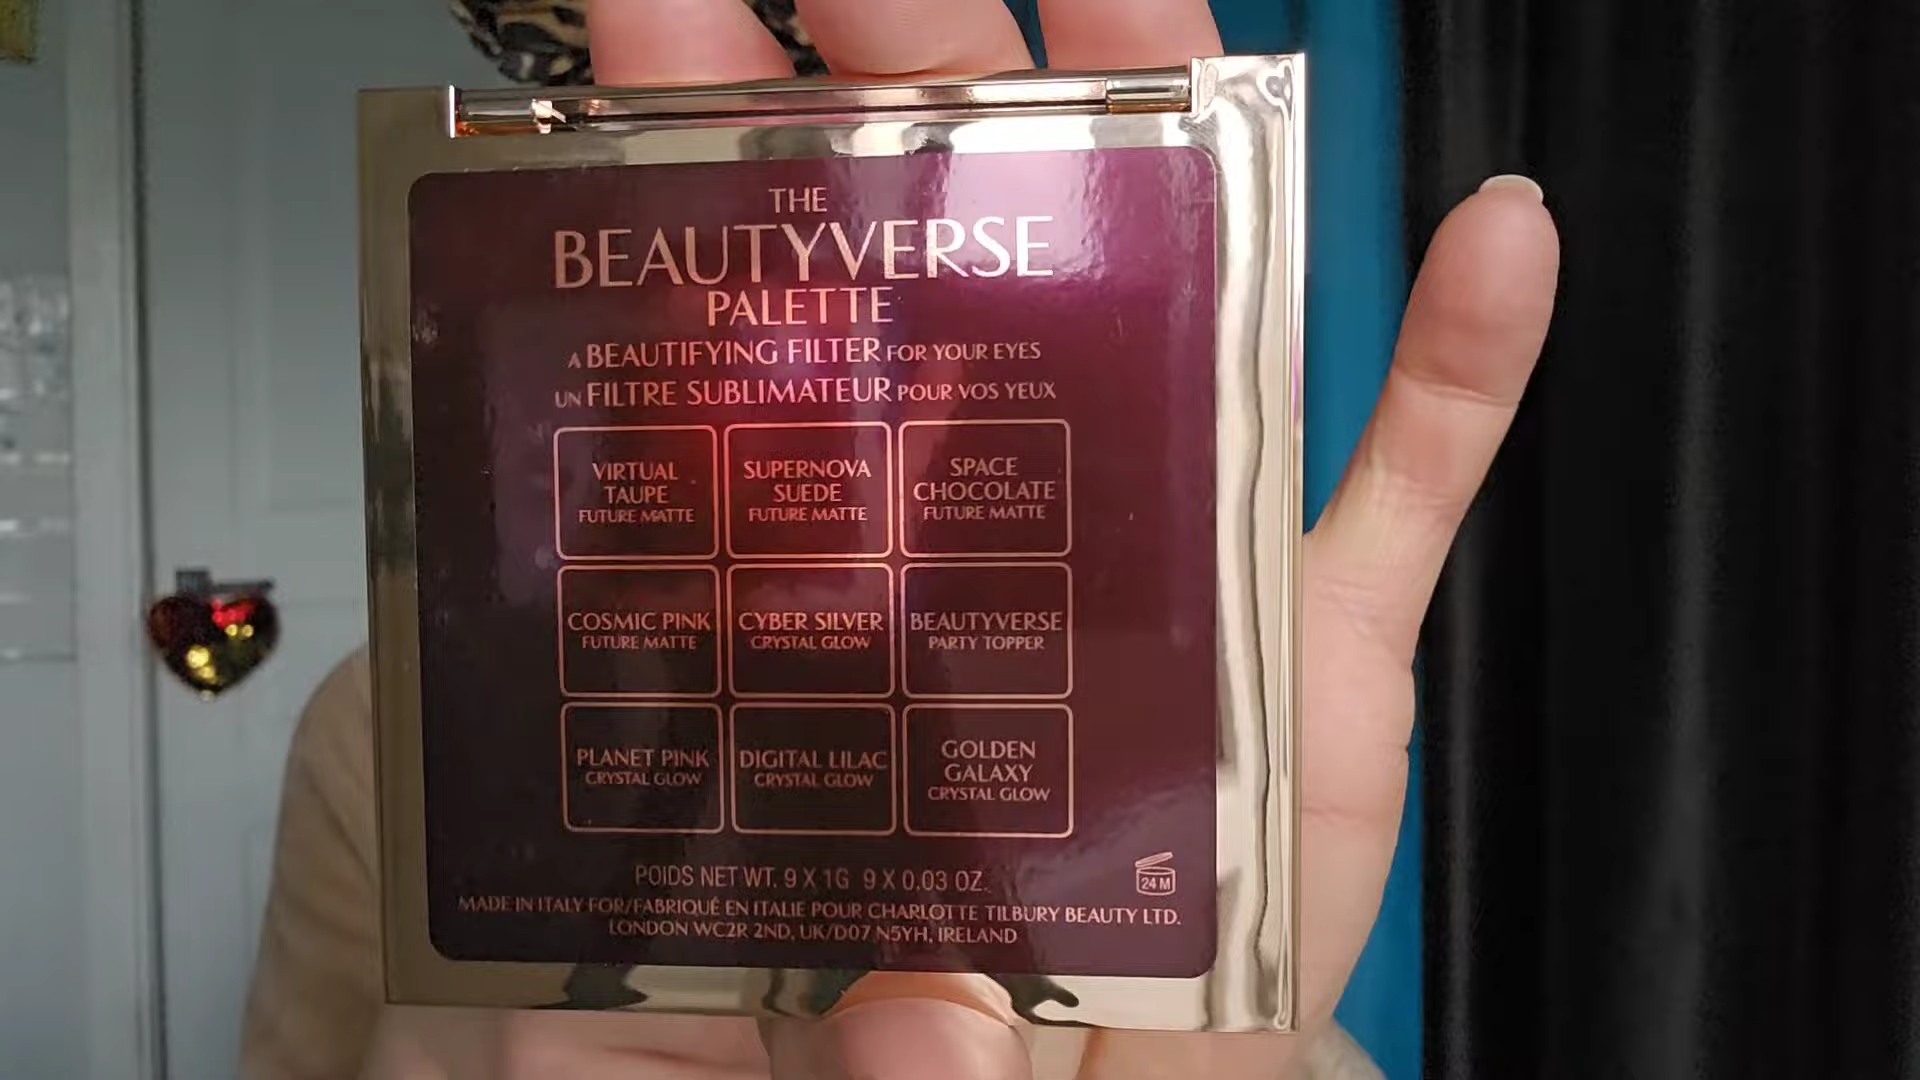 THE
BEAUTYVERSE
PALETTE
A BEAUTIFYING FILTER FOR YOUR EYES
UN FILTRE SUBLIMATEUR POUR VOS YEUX
VIRTUAL
TAUPE
FUTURE MATTE
SUPERNOVA
SUEDE
FUTURE MATTE
SPACE
CHOCOLATE
FUTURE MATTE
COSMIC PINK
FUTURE MATTE
CYBER SILVER
CRYSTAL GLOW
BEAUTYVERSE
PARTY TOPPER
PLANET PINK
CRYSTAL GLOW
DIGITAL LILAC
CRYSTAL GLOW
GOLDEN
GALAXY
CRYSTAL GLOW
POIDS NET WT. 9 X 1G 9 X 0.03 OZ.
24 M
MADE IN ITALY FOR/FABRIQUÉ EN ITALIE POUR CHARLOTTE TILBURY BEAUTY LTD.
LONDON WC2R 2ND, UK/D07 N5YH, IRELAND